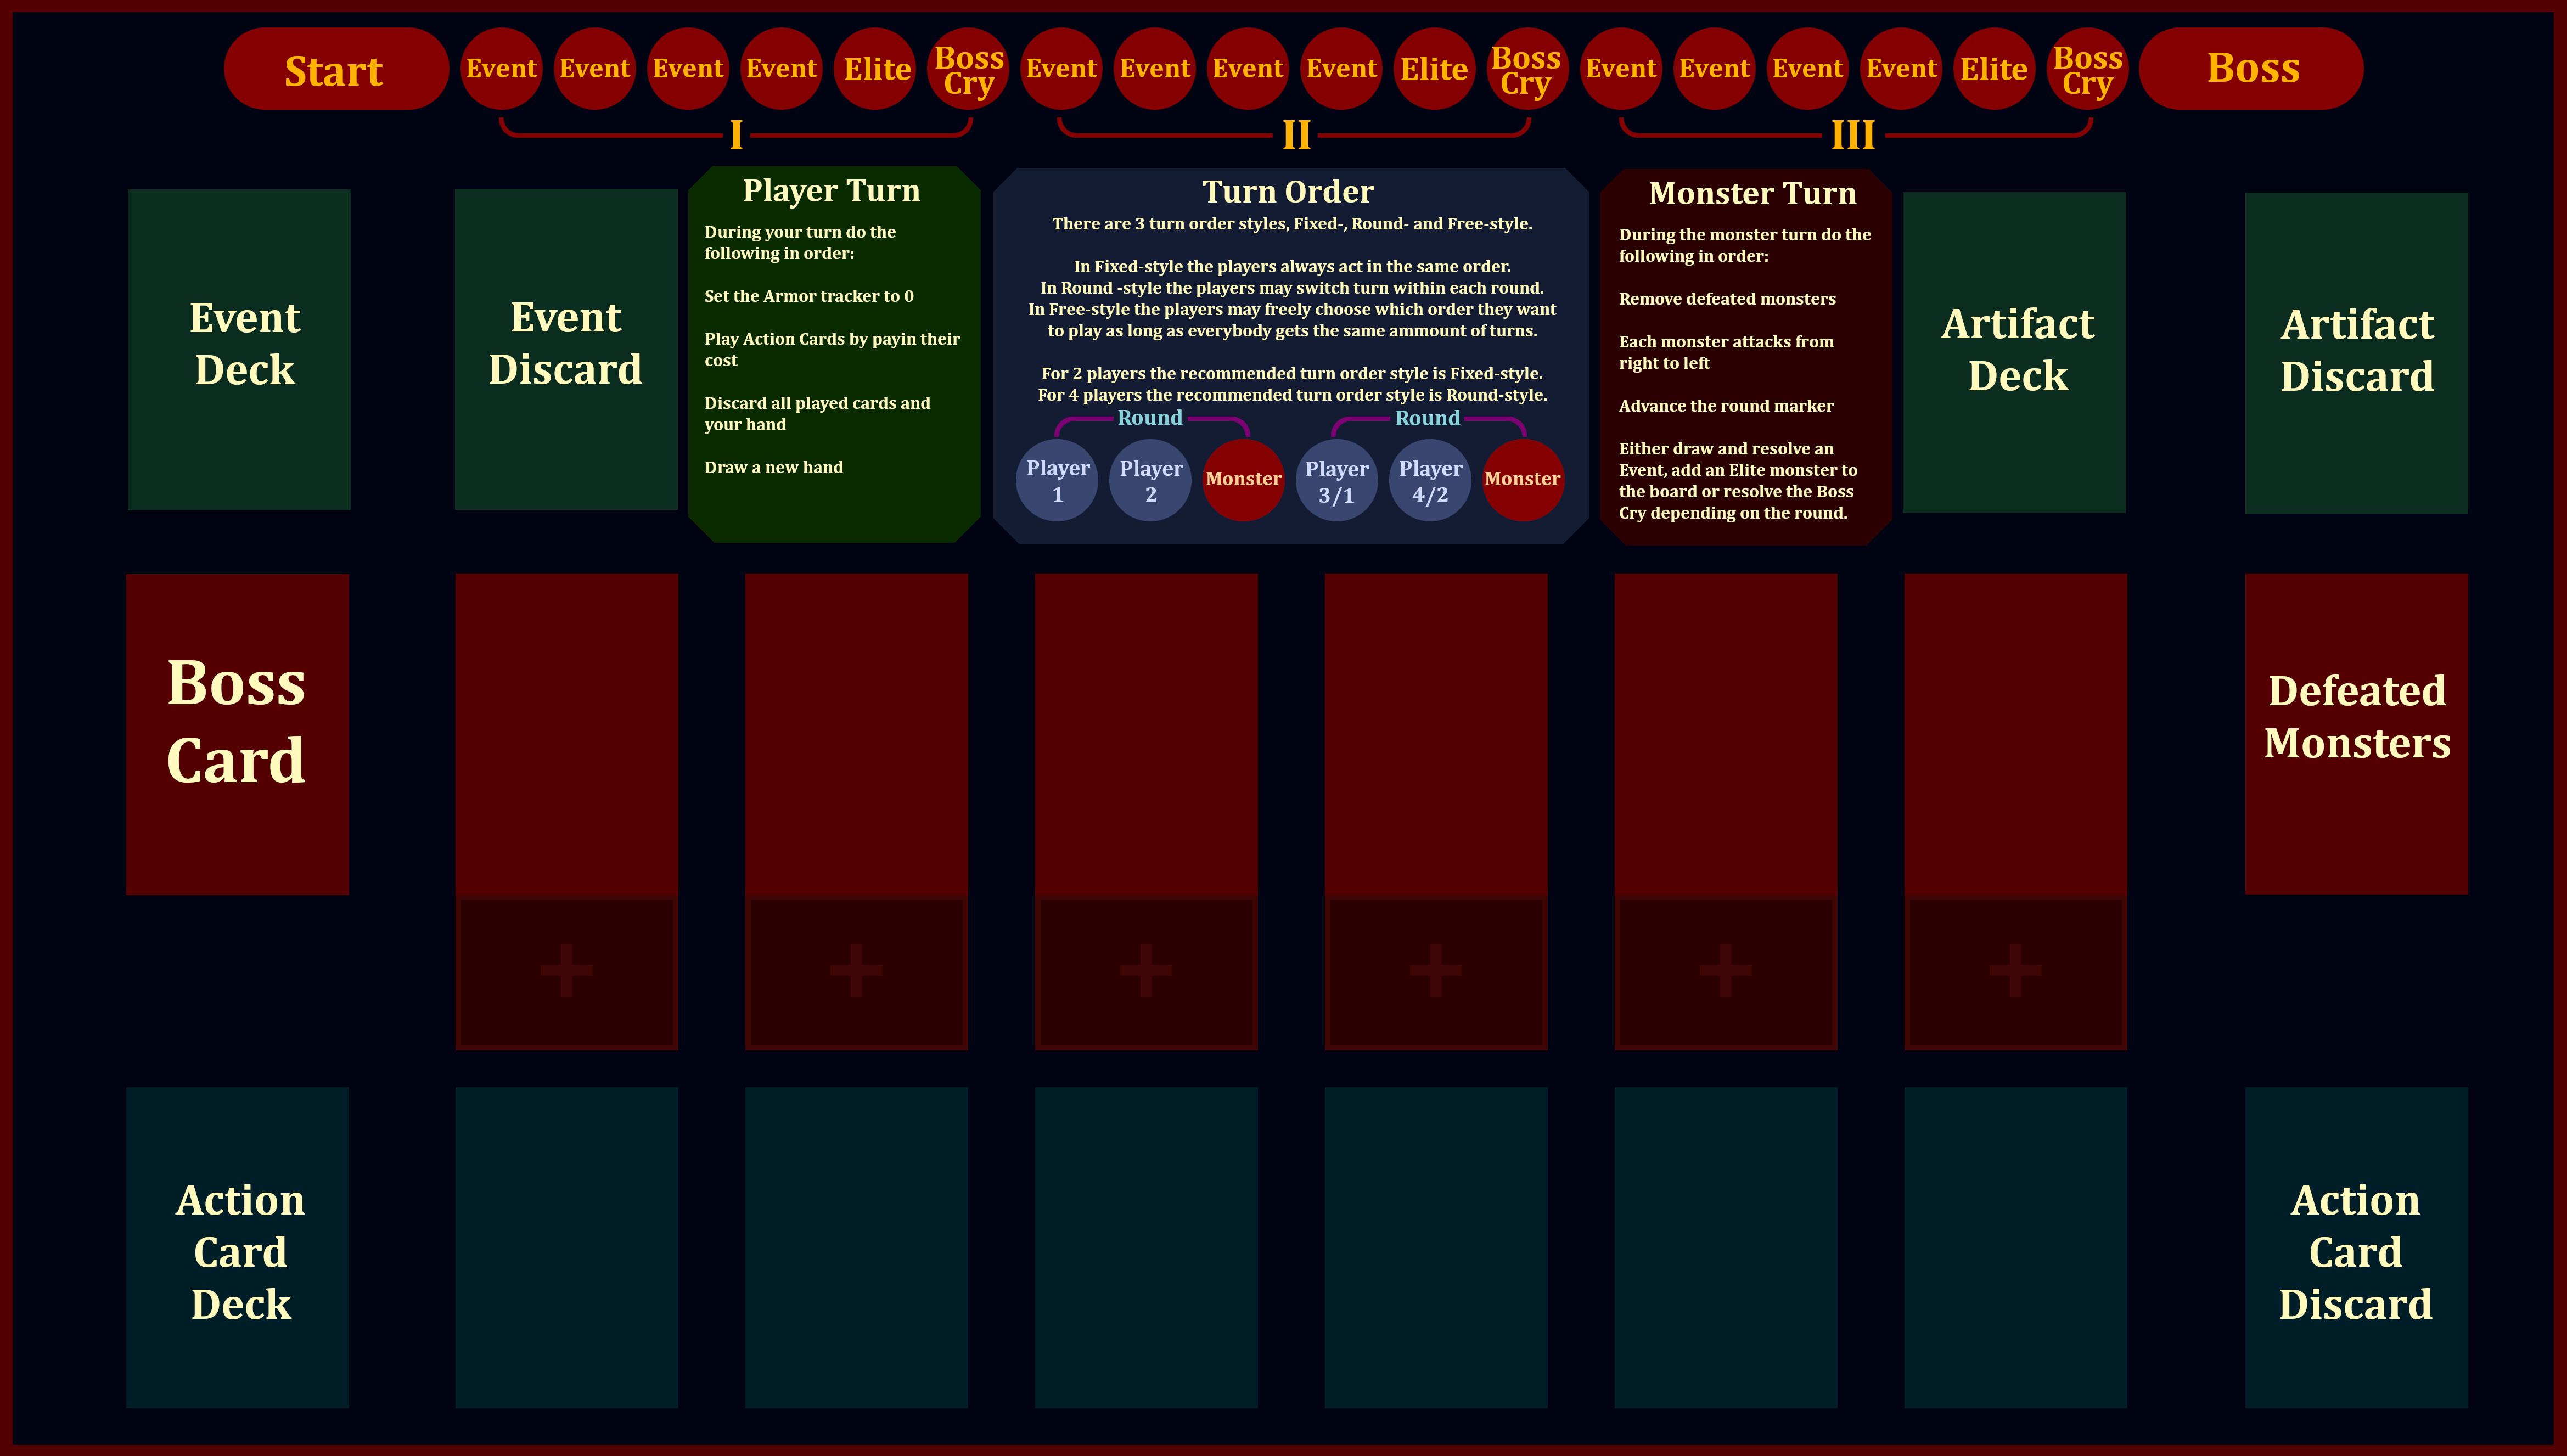 Start
Event
Event
Event
Event
Elite
Boss
Cry
Event
Event
Event
Event
Elite
Boss
Cry
Event
Event
Event
Event
Elite
Boss
Cry
Boss
I
II
III
Event
Deck
Event
Discard
Player Turn
During your turn do the
following in order:
Set the Armor tracker to 0
Play Action Cards by payin their
cost
Discard all played cards and
your hand
Draw a new hand
Turn Order
There are 3 turn order styles, Fixed-, Round- and Free-style.
In Fixed-style the players always act in the same order.
In Round -style the players may switch turn within each round.
In Free-style the players may freely choose which order they want
to play as long as everybody gets the same ammount of turns.
For 2 players the recommended turn order style is Fixed-style.
For 4 players the recommended turn order style is Round-style.
Round
Round
Player
1
Player
2
Monster
Player
3/1
Player
4/2
Monster
Monster Turn
During the monster turn do the
following in order:
Remove defeated monsters
Each monster attacks from
right to left
Advance the round marker
Either draw and resolve an
Event, add an Elite monster to
the board or resolve the Boss
Cry depending on the round.
Artifact
Deck
Artifact
Discard
Boss
Card
Defeated
Monsters
+
+
+
+
+
+
Action
Card
Deck
Action
Card
Discard